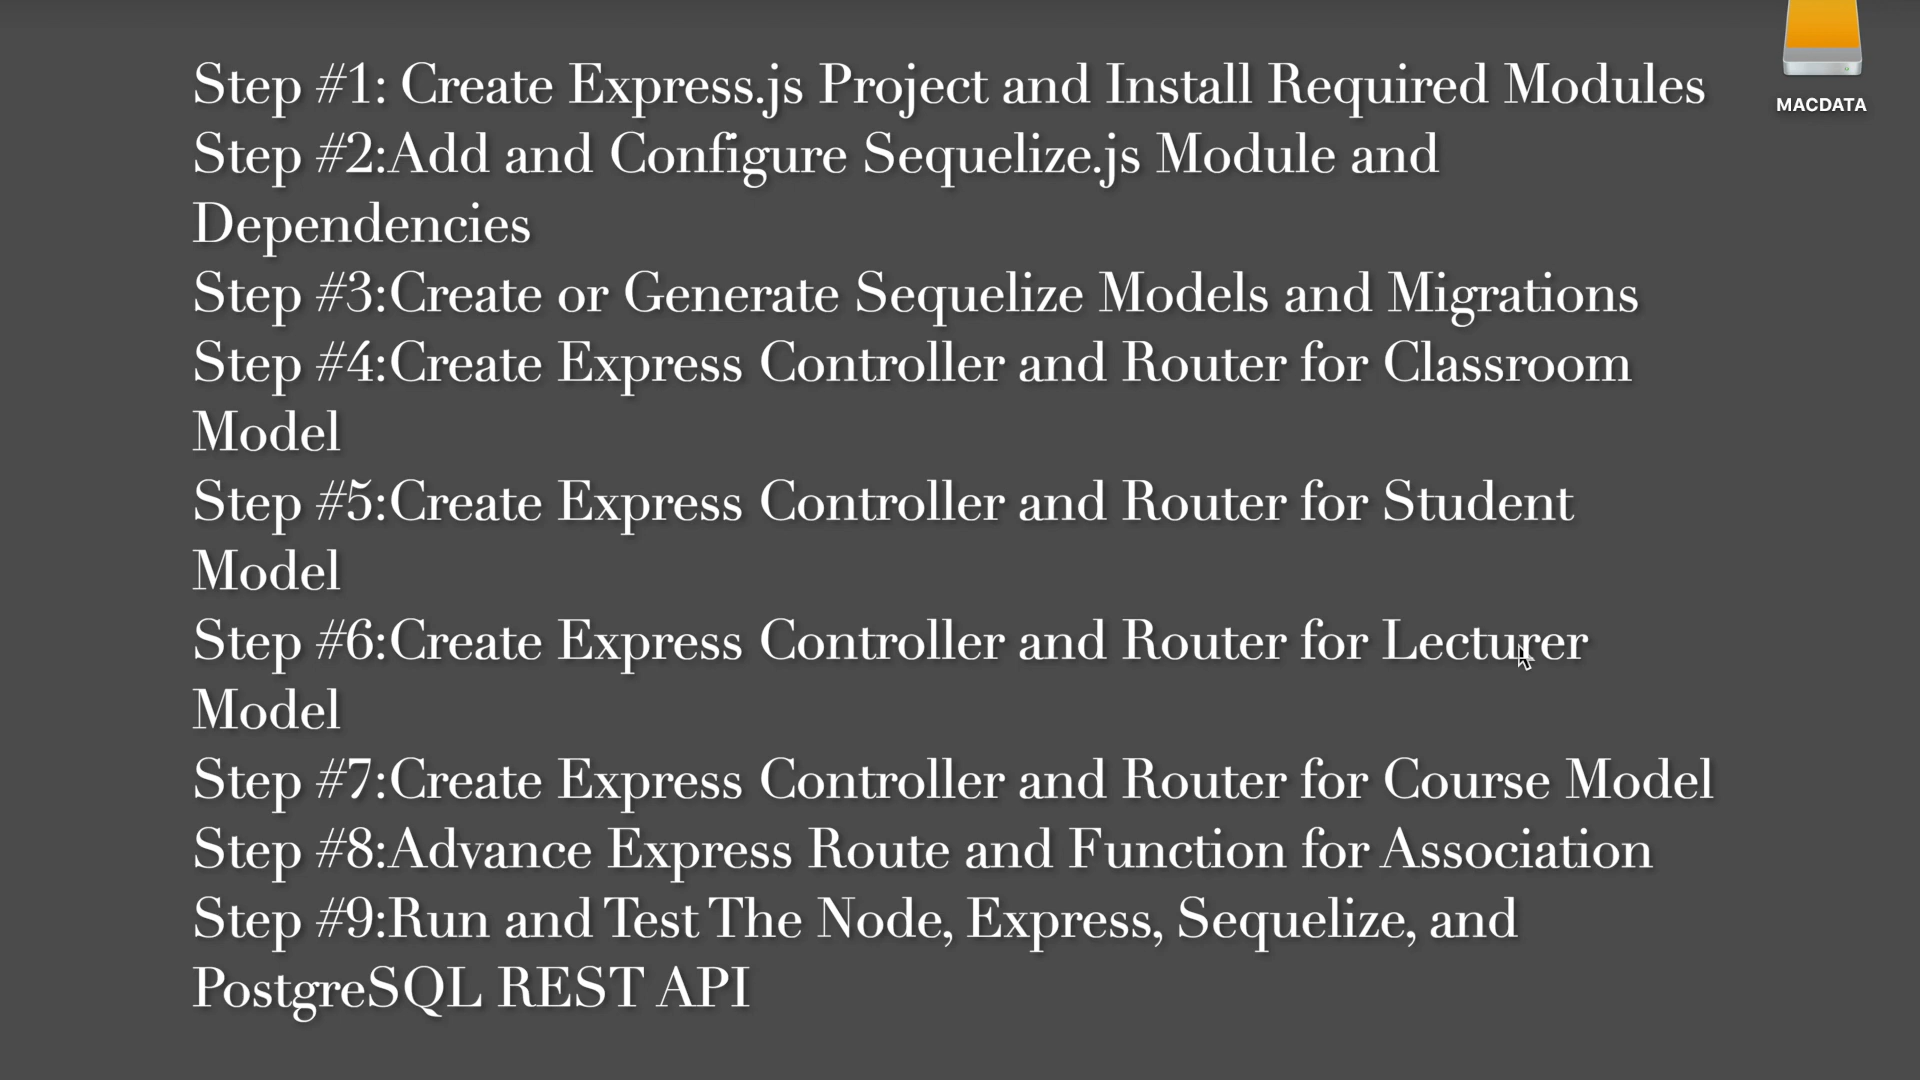 Step #1: Create Express.js Project and Install Required Modules
Step #2:Add and Configure Sequelize.js Module and
Dependencies
Step #3:Create or Generate Sequelize Models and Migrations
Step #4:Create Express Controller and Router for Classroom
Model
Step #5:Create Express Controller and Router for Student
Model
Step #6:Create Express Controller and Router for Lecturer
Model
Step #7:Create Express Controller and Router for Course Model
Step #8:Advance Express Route and Function for Association
Step #9:Run and Test The Node, Express, Sequelize, and
PostgreSQL REST API
MACDATA